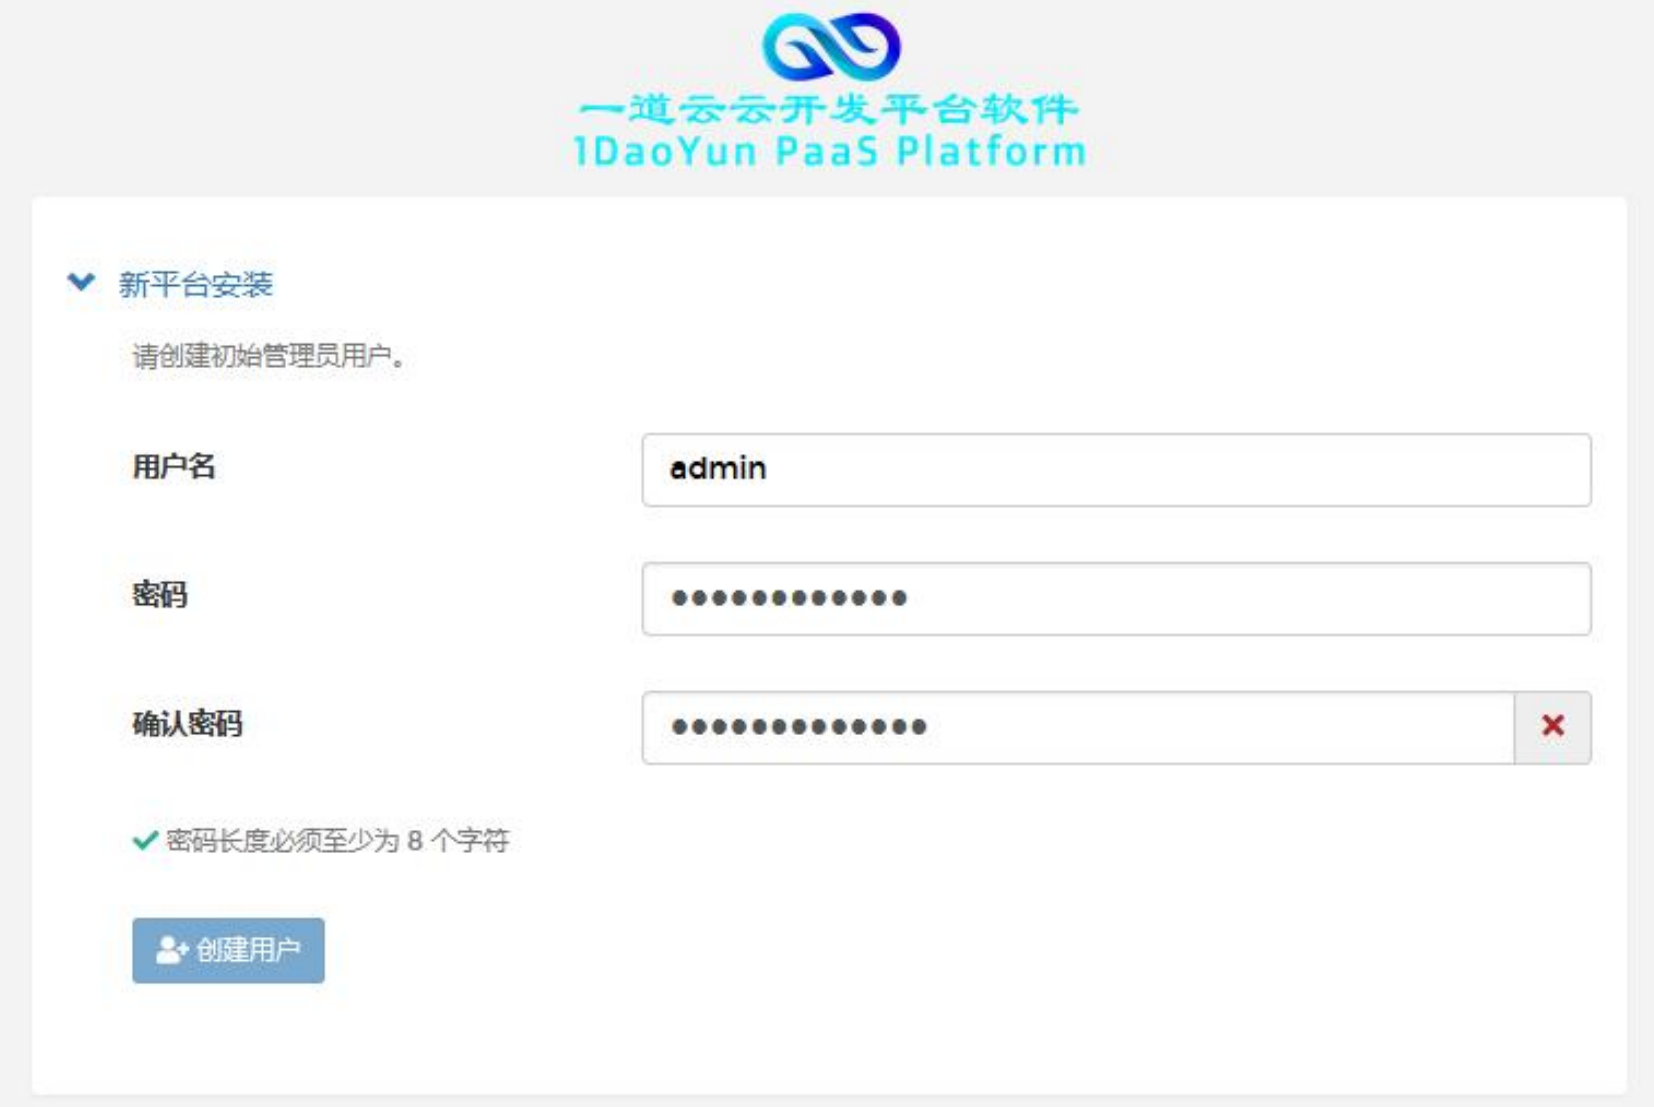 一道云云开发平台软件
1DaoYun PaaS Platform
新平台安装
请创建初始管理员用户。
用户名
admin
密码
●●●●●●●●●●●●
确认密码
●●●●●●●●●●●●●
密码长度必须至少为 8 个字符
创建用户